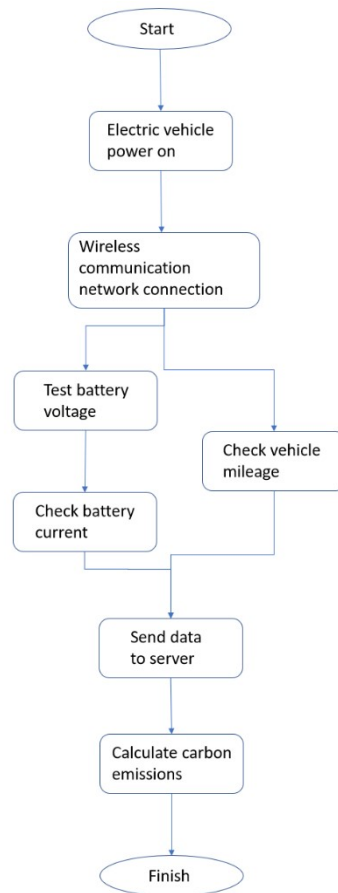 Start
Electric vehicle
power on
Wireless
communication
network connection
Test battery
voltage
Check vehicle
mileage
Check battery
current
Send data
to server
Calculate carbon
emissions
Finish